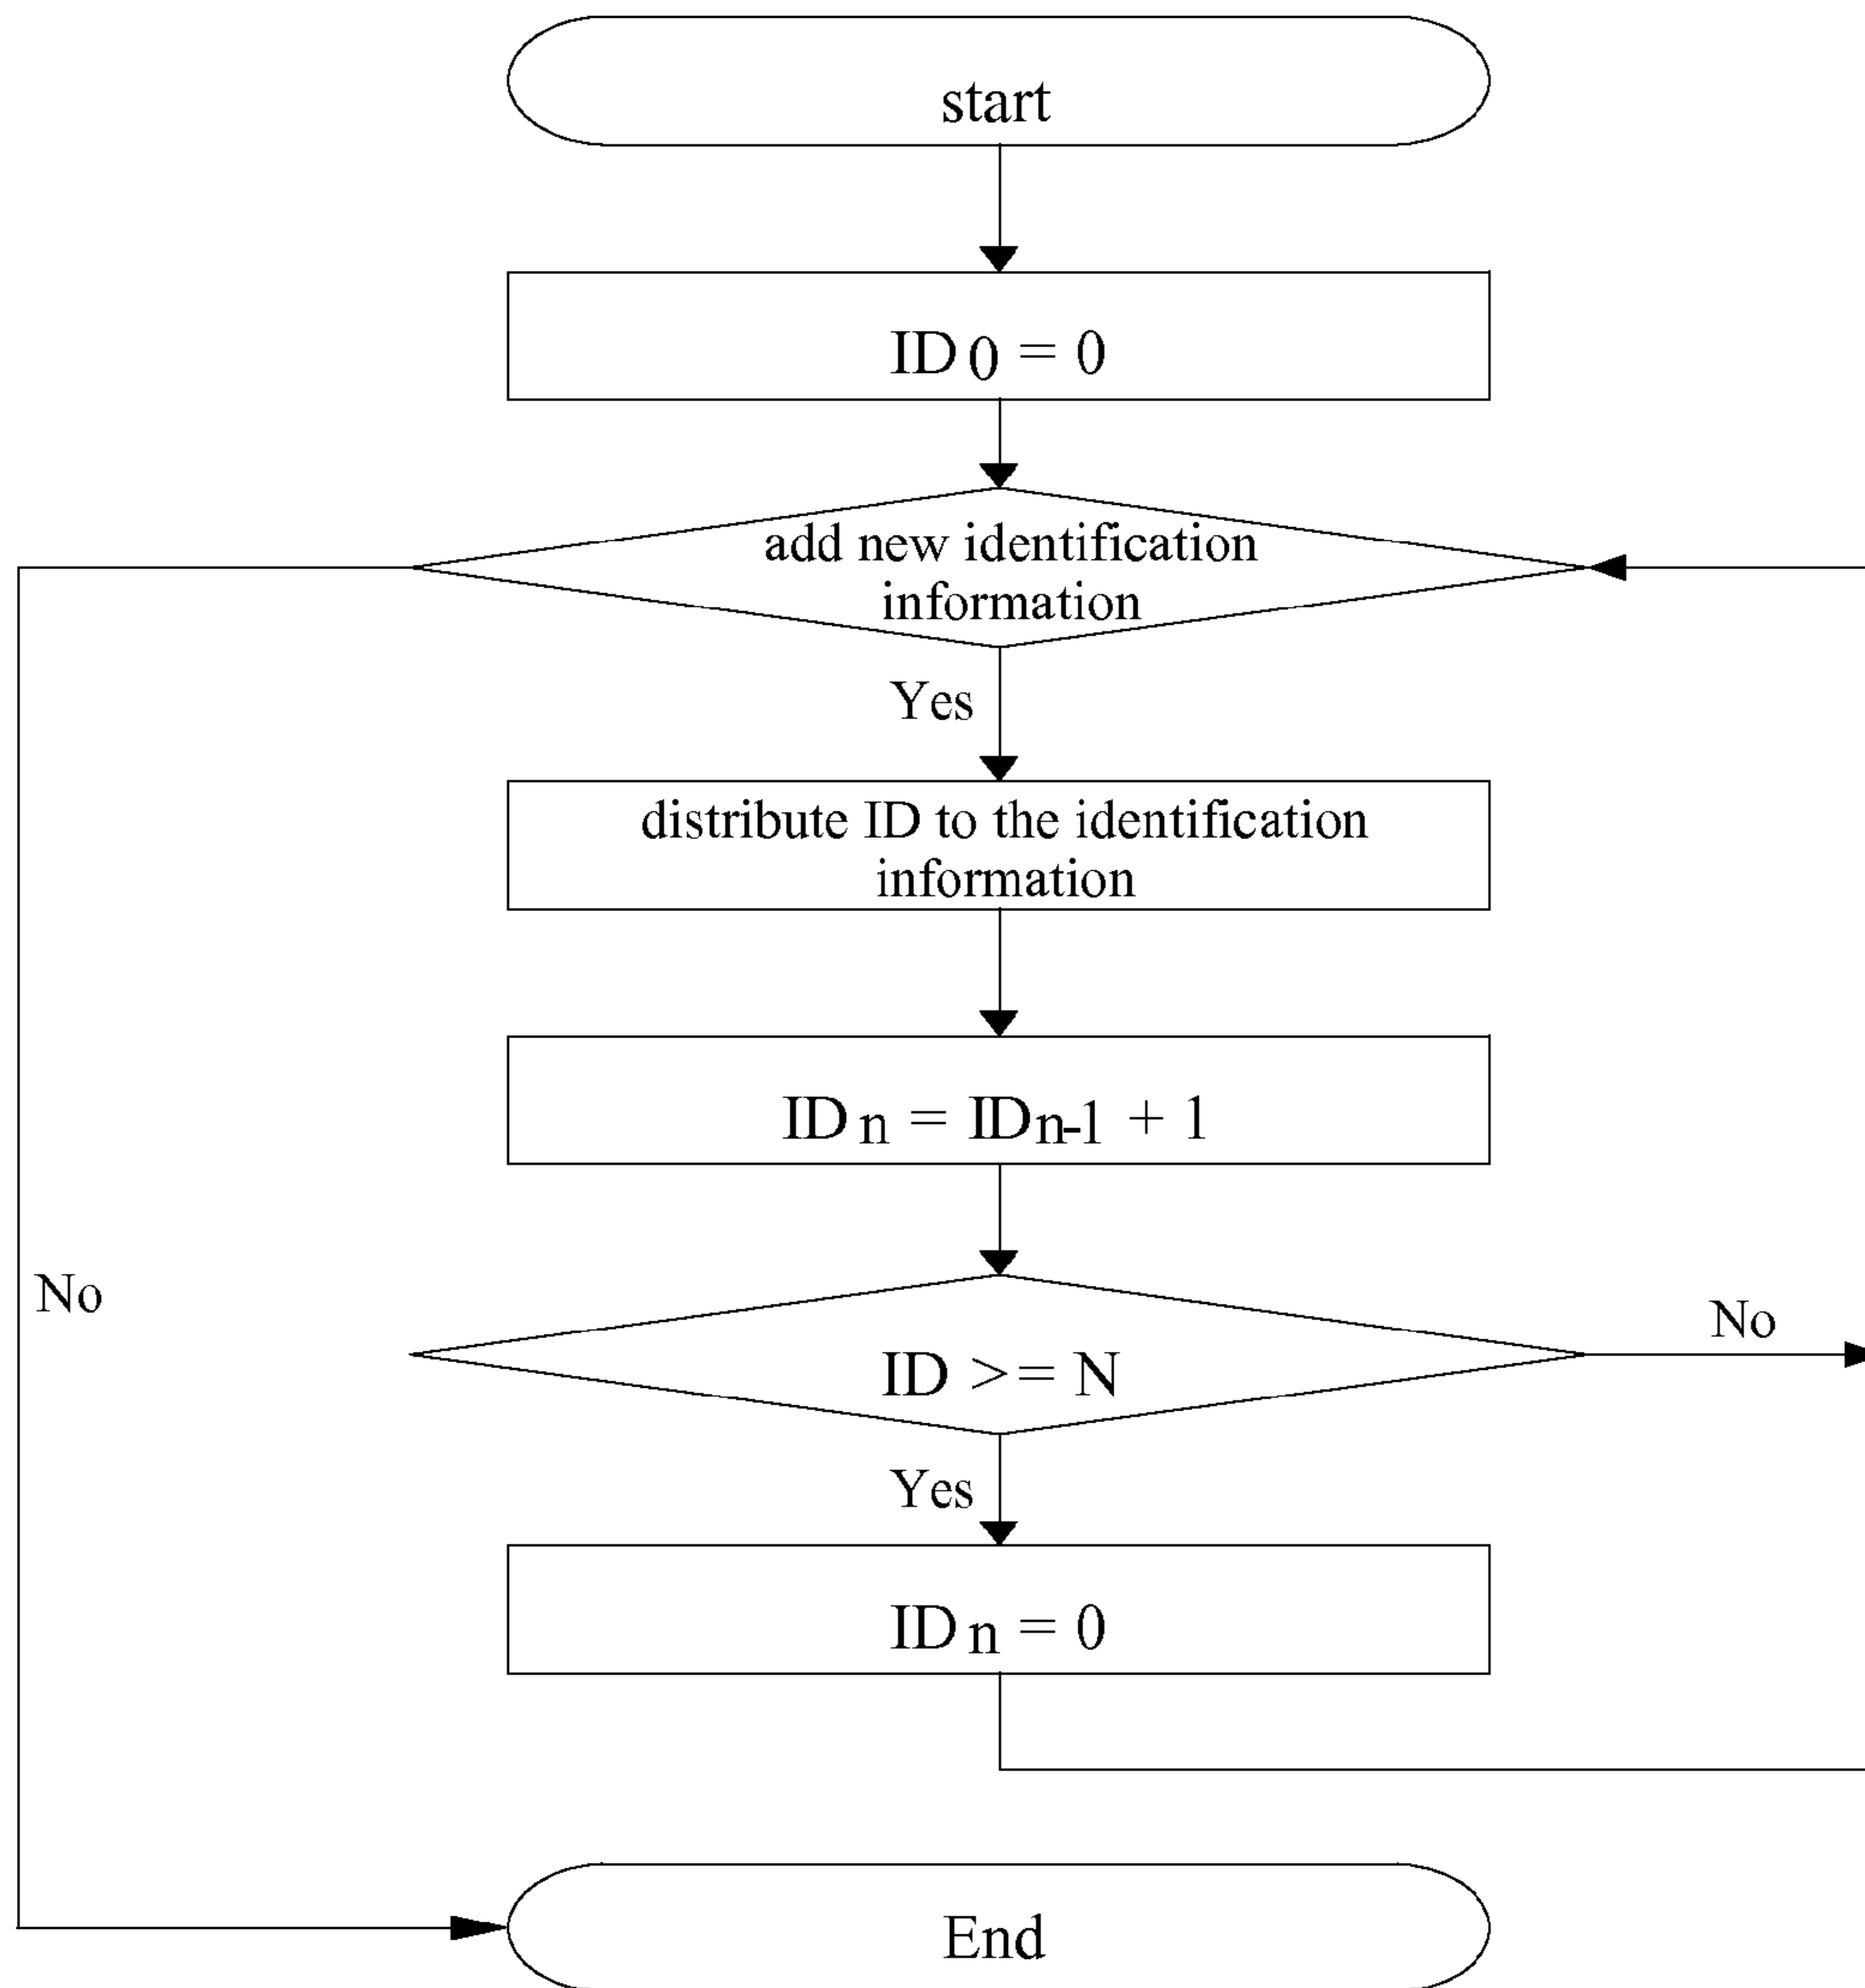 start
ID0 = 0
add new identification
information
Yes
distribute ID to the identification
information
IDn = IDn-1 + 1
No
No
ID >= N
Yes
IDn = 0
End